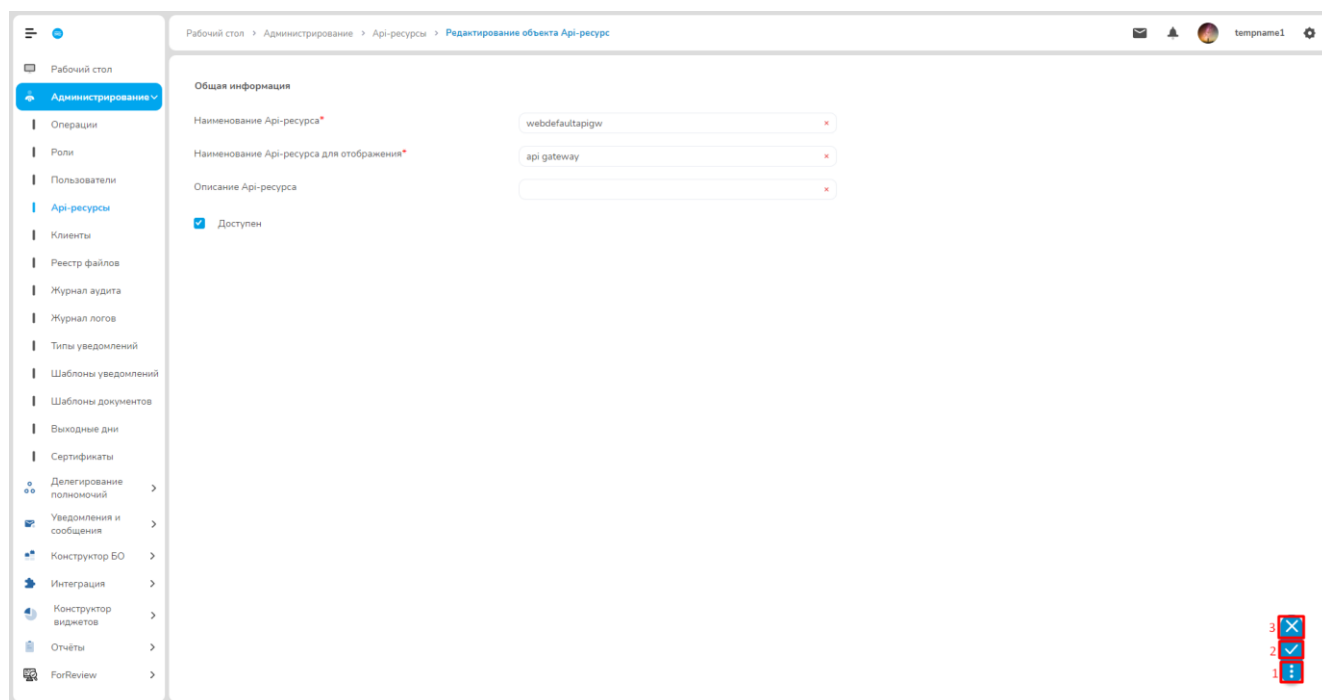 Рабочий стол > Администрирование > Api-ресурсы > Редактирование объекта Api-ресурс
tempname1
Рабочий стол
Администрирование
Операции
Роли
Пользователи
Api-ресурсы
Клиенты
Реестр файлов
Журнал аудита
Журнал логов
Типы уведомлений
Шаблоны уведомлений
Шаблоны документов
Выходные дни
Сертификаты
Делегирование
полномочий
Уведомления и
сообщения
Конструктор БО
Интеграция
Конструктор
виджетов
Отчёты
ForReview
Общая информация
Наименование Api-ресурса*
webdefaultapigw
Наименование Api-ресурса для отображения*
api gateway
Описание Api-ресурса
Доступен
3
2
1